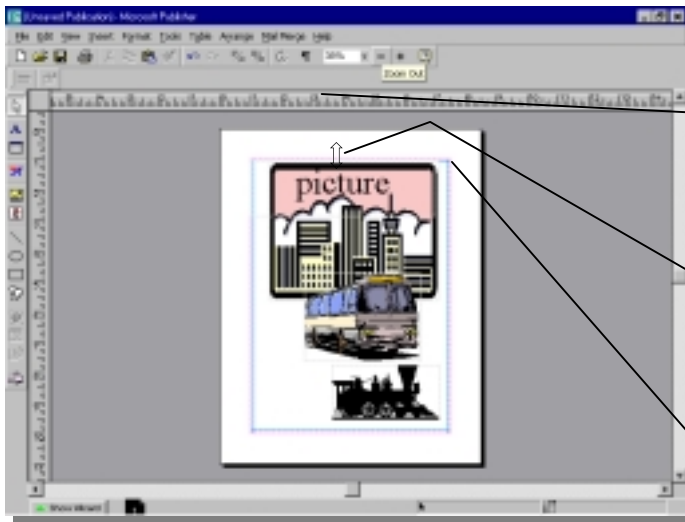 [Unsaved Publication] - Microsoft Publisher
File Edit View Insert Format Tools Table Arrange Mail Merge Help
Zoom Out
picture
Show Wizard